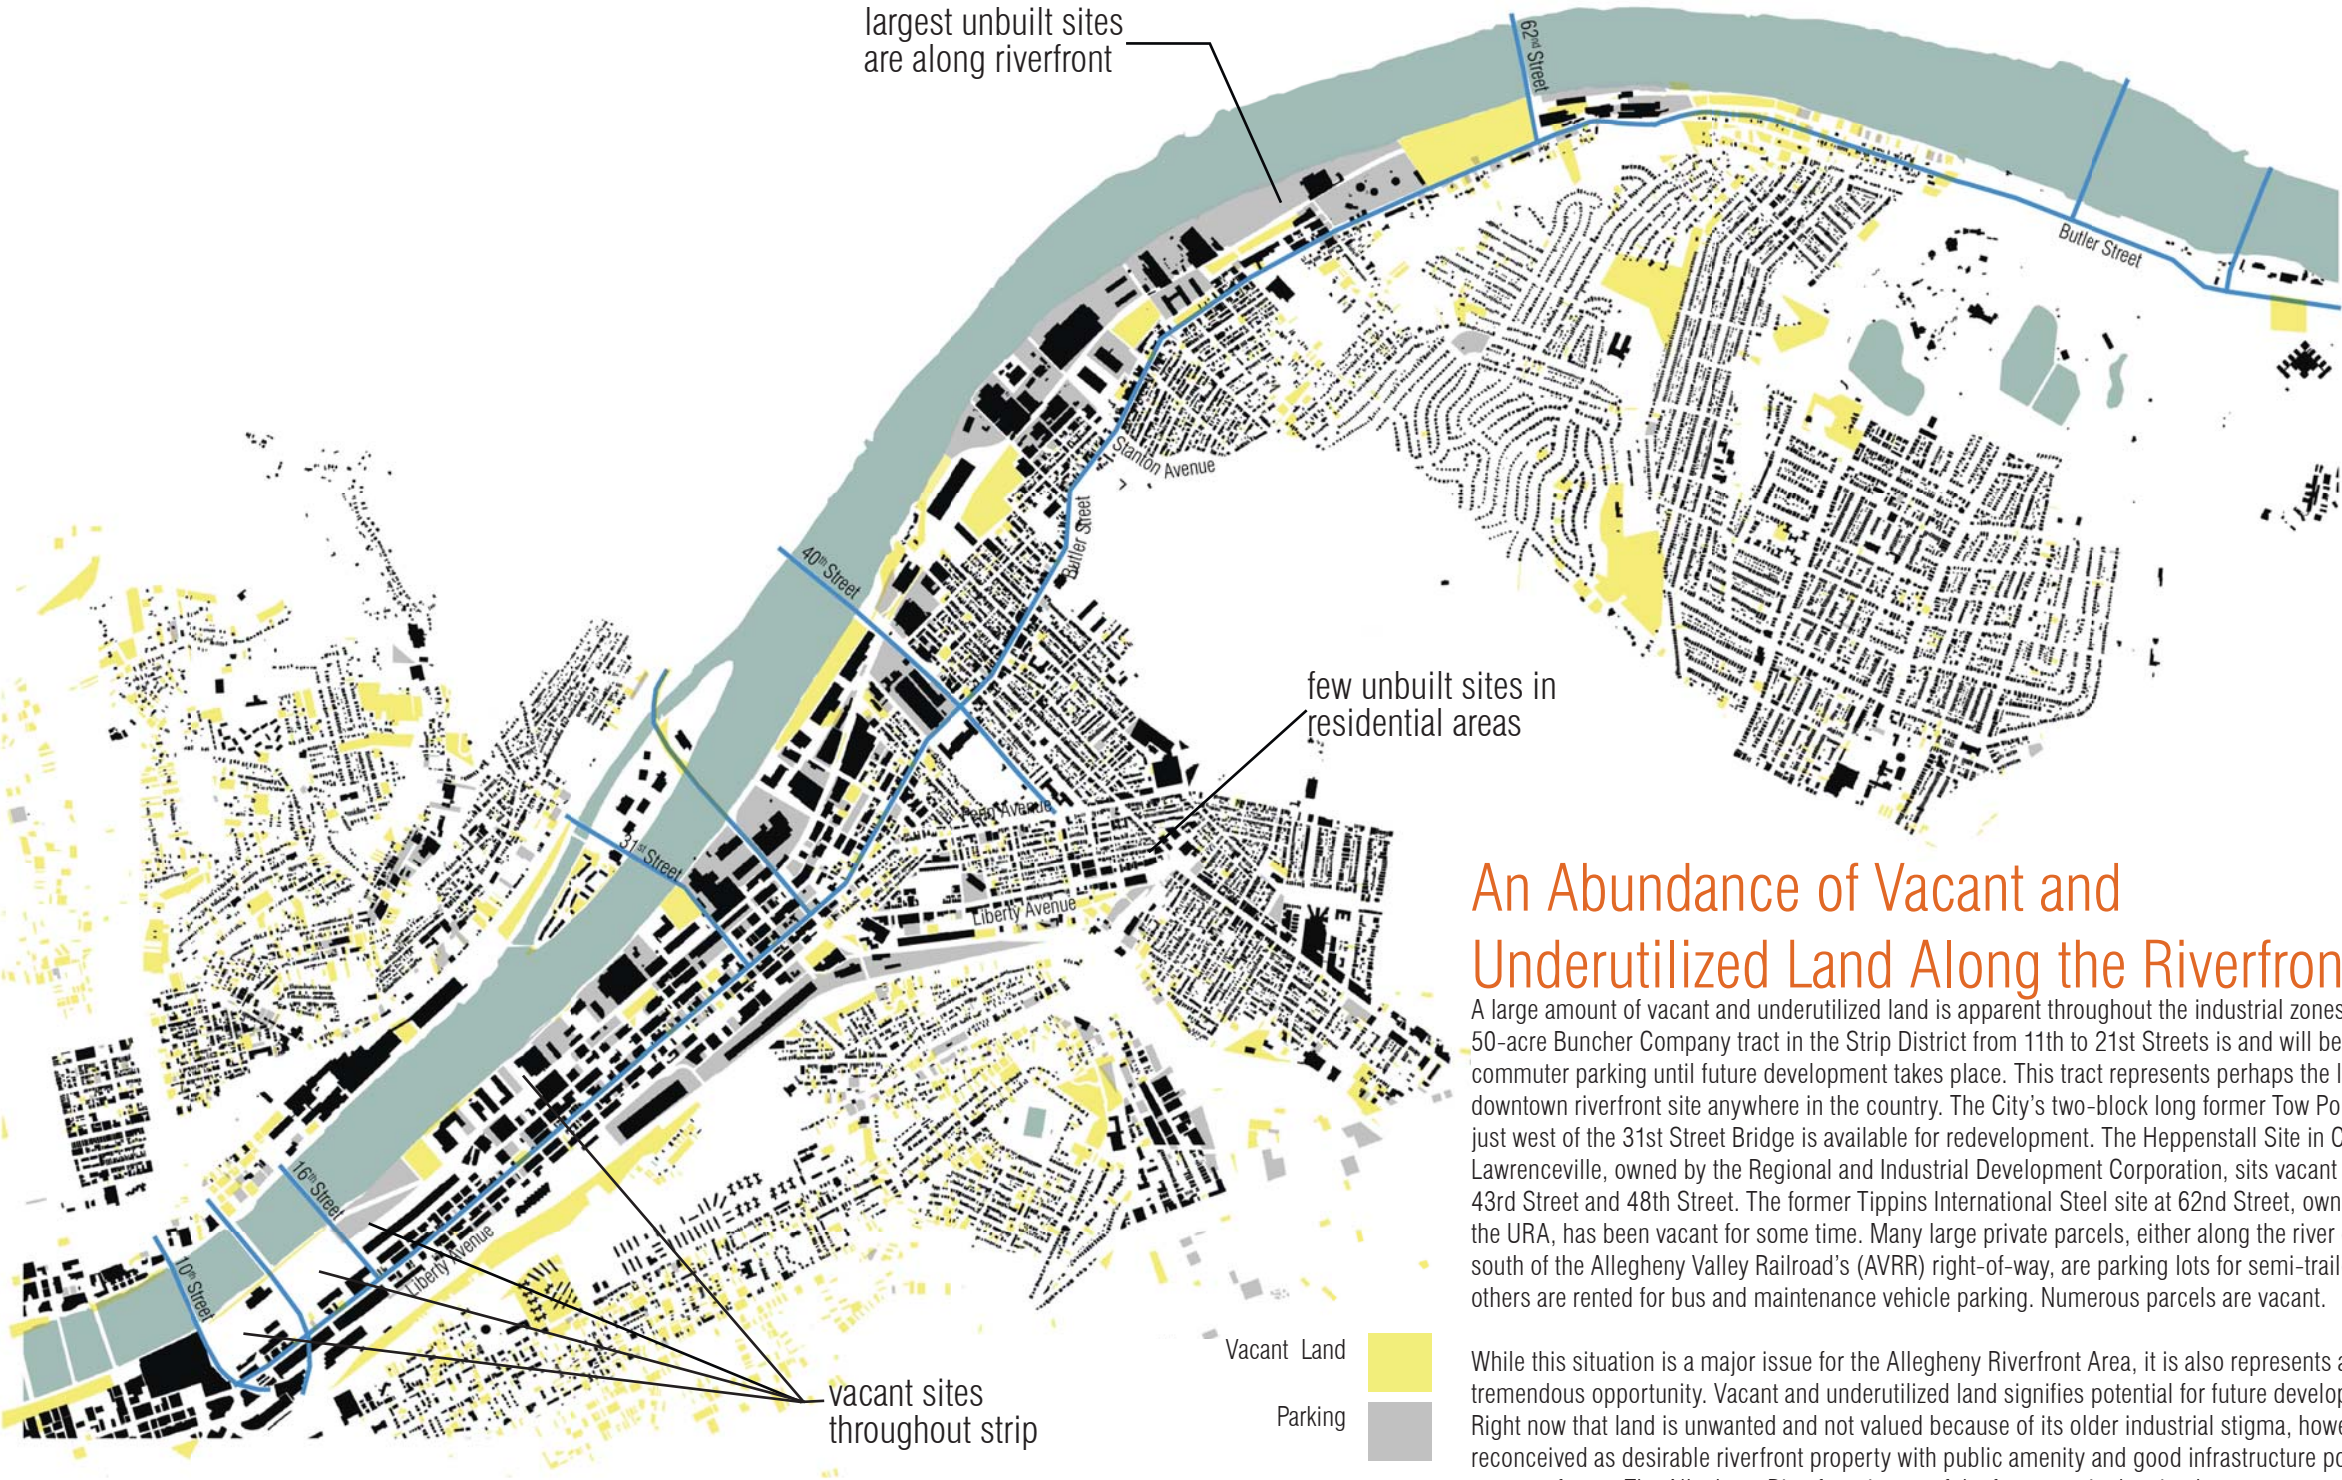 largest unbuilt sites
are along riverfront
62nd Street
Butler Street
Stanton Avenue
Butler Street
40th Street
few unbuilt sites in
residential areas
Penn Avenue
31st Street
Liberty Avenue
16th Street
Liberty Avenue
10th Street
vacant sites
throughout strip
Vacant Land
Parking
An Abundance of Vacant and
Underutilized Land Along the Riverfron
A large amount of vacant and underutilized land is apparent throughout the industrial zones
50-acre Buncher Company tract in the Strip District from 11th to 21st Streets is and will be
commuter parking until future development takes place. This tract represents perhaps the
downtown riverfront site anywhere in the country. The City's two-block long former Tow Po
just west of the 31st Street Bridge is available for redevelopment. The Heppenstall Site in C
Lawrenceville, owned by the Regional and Industrial Development Corporation, sits vacant
43rd Street and 48th Street. The former Tippins International Steel site at 62nd Street, own
the URA, has been vacant for some time. Many large private parcels, either along the river
south of the Allegheny Valley Railroad's (AVRR) right-of-way, are parking lots for semi-trail
others are rented for bus and maintenance vehicle parking. Numerous parcels are vacant.
While this situation is a major issue for the Allegheny Riverfront Area, it is also represents a
tremendous opportunity. Vacant and underutilized land signifies potential for future develop
Right now that land is unwanted and not valued because of its older industrial stigma, howe
reconceived as desirable riverfront property with public amenity and good infrastructure po